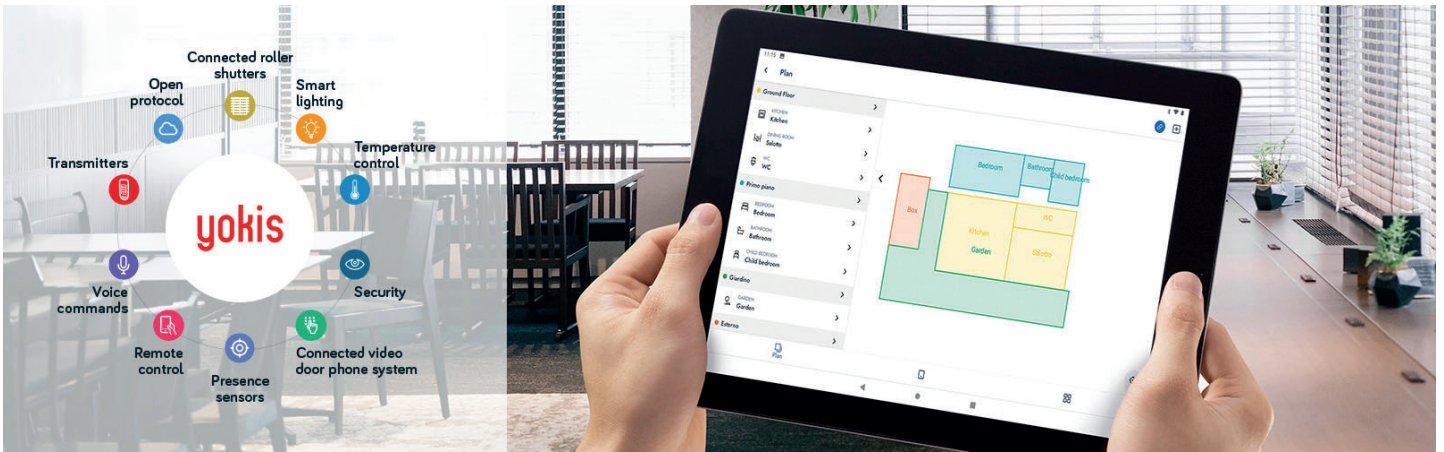 Connected roller
shutters
Smart
lighting
Temperature
control
Security
Connected video
door phone system
Presence
sensors
Remote
control
Voice
commands
Transmitters
Open
protocol
yokis
11:15
Plan
Ground Floor
KITCHEN
Kitchen
DINING ROOM
Salotto
WC
WC
Primo piano
BEDROOM
Bedroom
BATHROOM
Bathroom
CHILD BEDROOM
Child bedroom
Giardino
GARDEN
Garden
Esterno
Plan
Bedroom
Bathroom
Child bedroom
Box
Kitchen
WC
Garden
Salotto